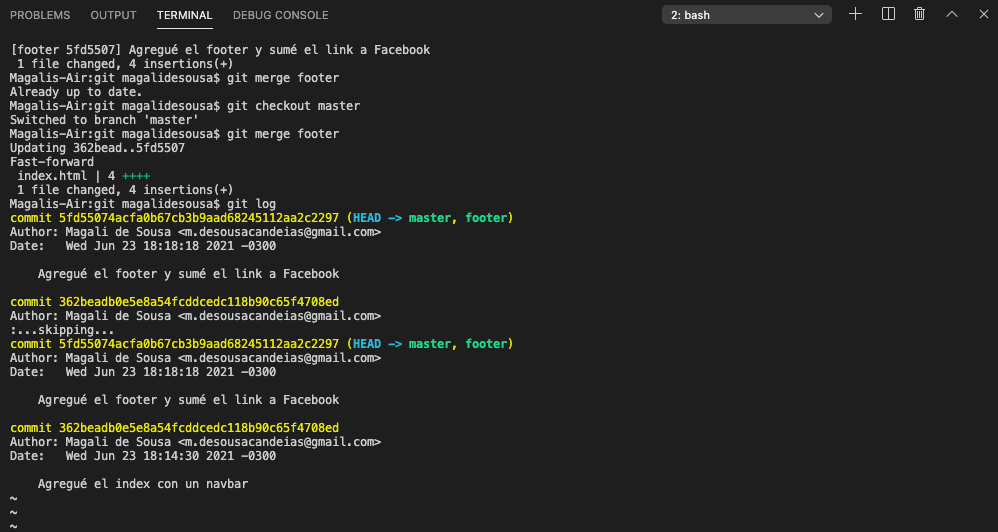 PROBLEMS OUTPUT TERMINAL DEBUG CONSOLE 2: bash
[footer 5fd5507] Agregué el footer y sumé el link a Facebook
 1 file changed, 4 insertions(+)
Magalis-Air:git magalidesousa$ git merge footer
Already up to date.
Magalis-Air:git magalidesousa$ git checkout master
Switched to branch 'master'
Magalis-Air:git magalidesousa$ git merge footer
Updating 362bead..5fd5507
Fast-forward
 index.html | 4 ++++
 1 file changed, 4 insertions(+)
Magalis-Air:git magalidesousa$ git log
commit 5fd55074acfa0b67cb3b9aad68245112aa2c2297 (HEAD -> master, footer)
Author: Magali de Sousa <m.desousacandeias@gmail.com>
Date:   Wed Jun 23 18:18:18 2021 -0300
    Agregué el footer y sumé el link a Facebook
commit 362beadb0e5e8a54fcddcedc118b90c65f4708ed
Author: Magali de Sousa <m.desousacandeias@gmail.com>
:...skipping...
commit 5fd55074acfa0b67cb3b9aad68245112aa2c2297 (HEAD -> master, footer)
Author: Magali de Sousa <m.desousacandeias@gmail.com>
Date:   Wed Jun 23 18:18:18 2021 -0300
    Agregué el footer y sumé el link a Facebook
commit 362beadb0e5e8a54fcddcedc118b90c65f4708ed
Author: Magali de Sousa <m.desousacandeias@gmail.com>
Date:   Wed Jun 23 18:14:30 2021 -0300
    Agregué el index con un navbar
~
~
~